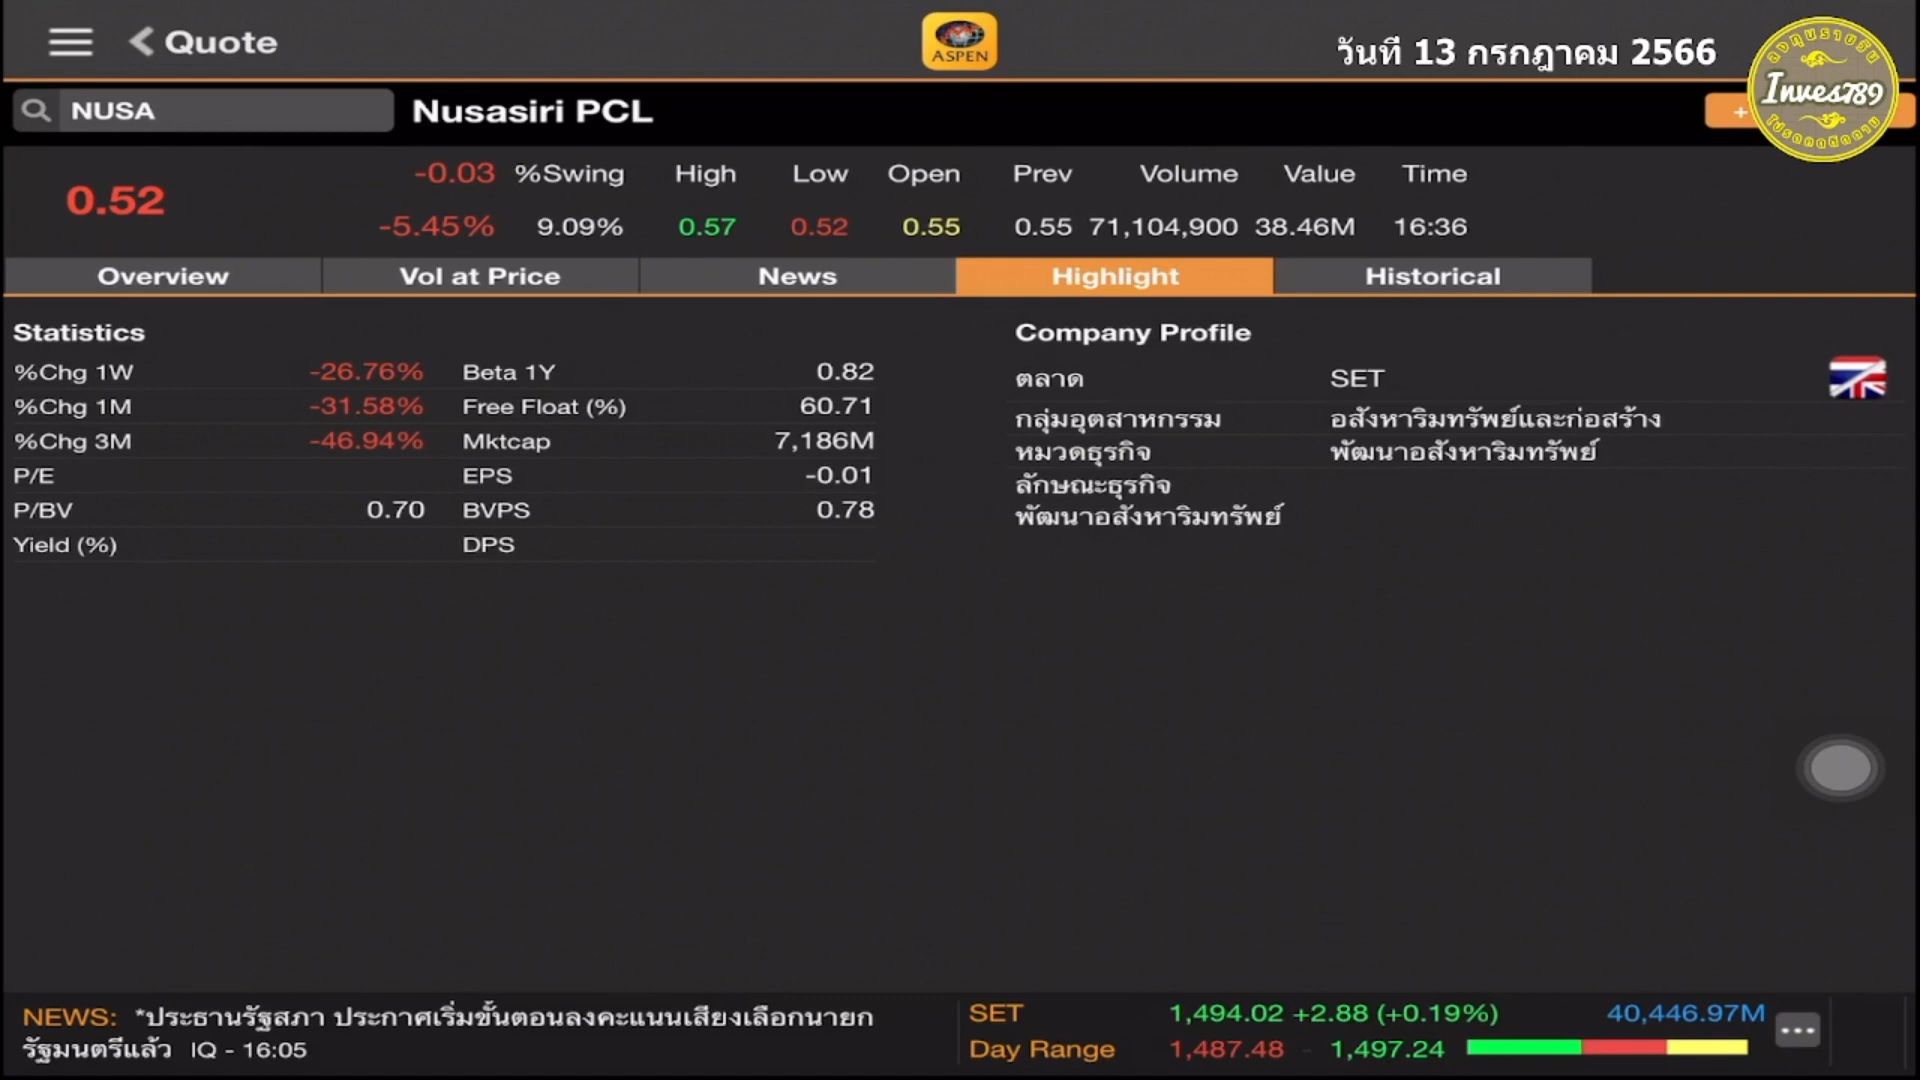 Quote
ASPEN
วันที่ 13 กรกฎาคม 2566
ลงทุนรายวัน
Inves789
NUSA
Nusasiri PCL
+
0.52
-0.03 %Swing High Low Open Prev Volume Value Time
-5.45% 9.09% 0.57 0.52 0.55 0.55 71,104,900 38.46M 16:36
Overview Vol at Price News Highlight Historical
Statistics
%Chg 1W -26.76% Beta 1Y 0.82
%Chg 1M -31.58% Free Float (%) 60.71
%Chg 3M -46.94% Mktcap 7,186M
P/E EPS -0.01
P/BV 0.70 BVPS 0.78
Yield (%) DPS
Company Profile
ตลาด SET
กลุ่มอุตสาหกรรม อสังหาริมทรัพย์และก่อสร้าง
หมวดธุรกิจ พัฒนาอสังหาริมทรัพย์
ลักษณะธุรกิจ
พัฒนาอสังหาริมทรัพย์
NEWS: *ประธานรัฐสภา ประกาศเริ่มขั้นตอนลงคะแนนเสียงเลือกนายก
รัฐมนตรีแล้ว IQ - 16:05
SET 1,494.02 +2.88 (+0.19%) 40,446.97M
Day Range 1,487.48 - 1,497.24